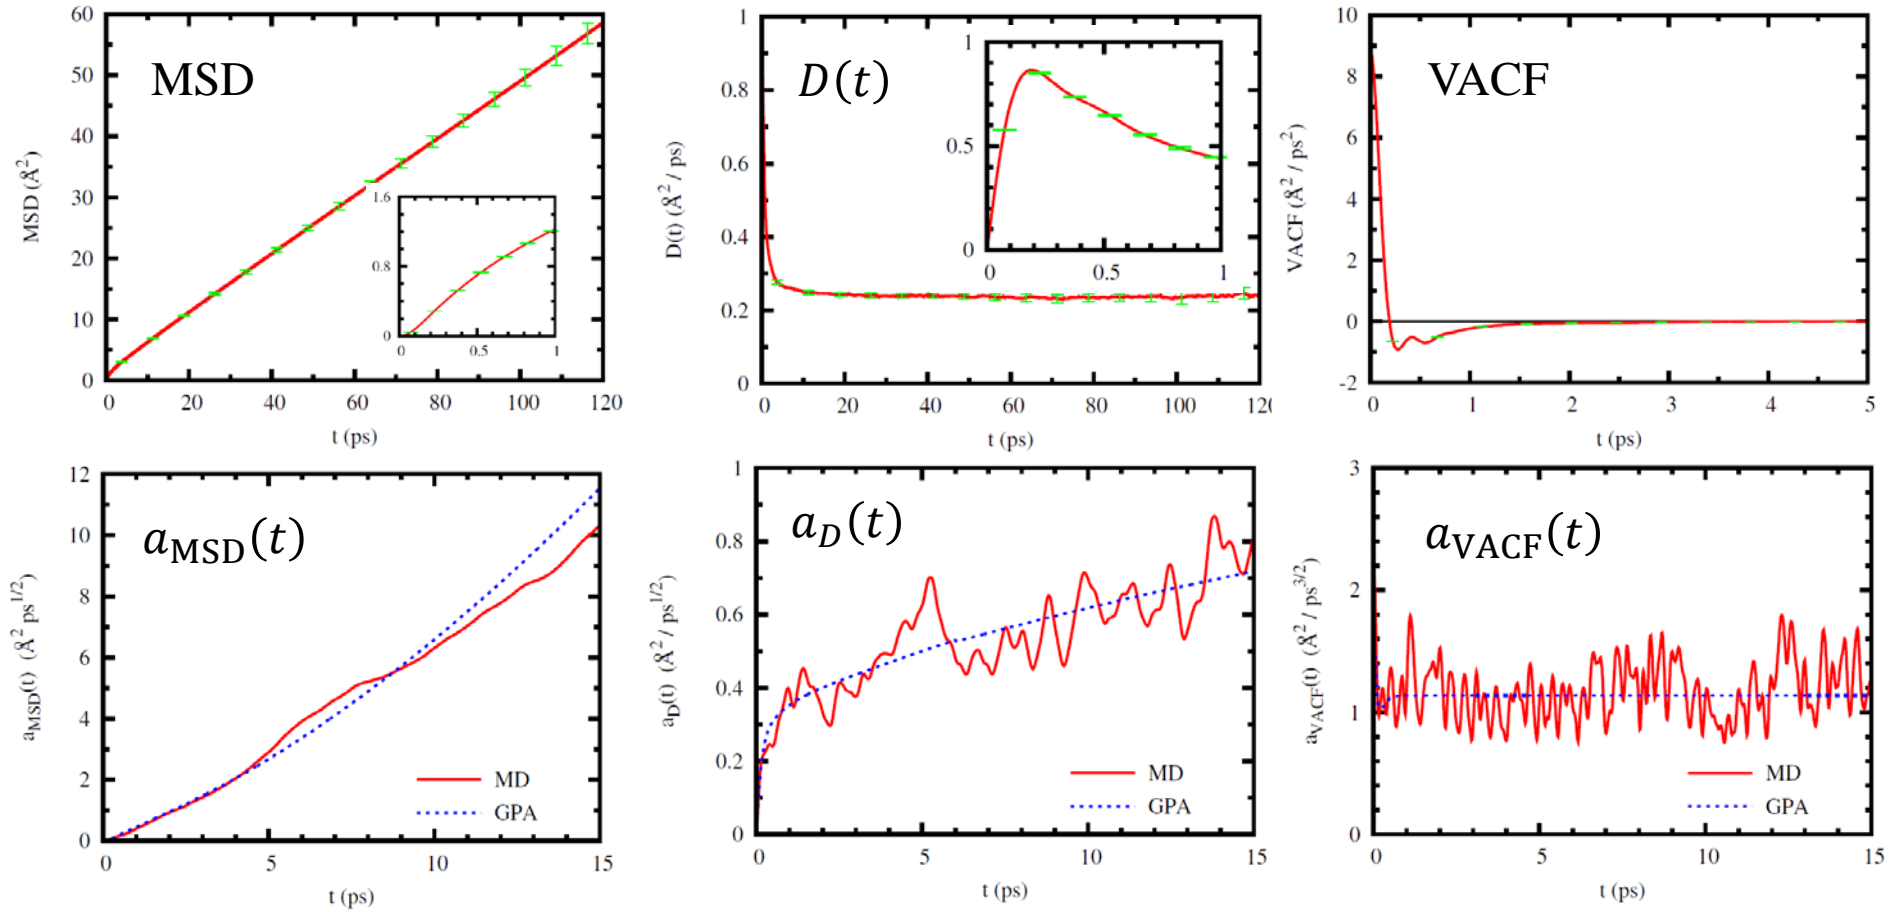 MSD
MSD (Å²)
60
50
40
30
20
10
0
0 20 40 60 80 100 120
t (ps)
1.6
0.8
0
0 0.5 1
D(t)
D(t) (Å² / ps)
1
0.8
0.6
0.4
0.2
0
0 20 40 60 80 100 120
t (ps)
1
0.5
0
0 0.5 1
VACF
VACF (Å² / ps²)
10
8
6
4
2
0
-2
0 1 2 3 4 5
t (ps)
a_MSD(t)
a_MSD(t) (Å² ps^1/2)
12
10
8
6
4
2
0
0 5 10 15
t (ps)
MD
GPA
a_D(t)
a_D(t) (Å² / ps^1/2)
1
0.8
0.6
0.4
0.2
0
0 5 10 15
t (ps)
MD
GPA
a_VACF(t)
a_VACF(t) (Å² / ps^3/2)
3
2
1
0
0 5 10 15
t (ps)
MD
GPA